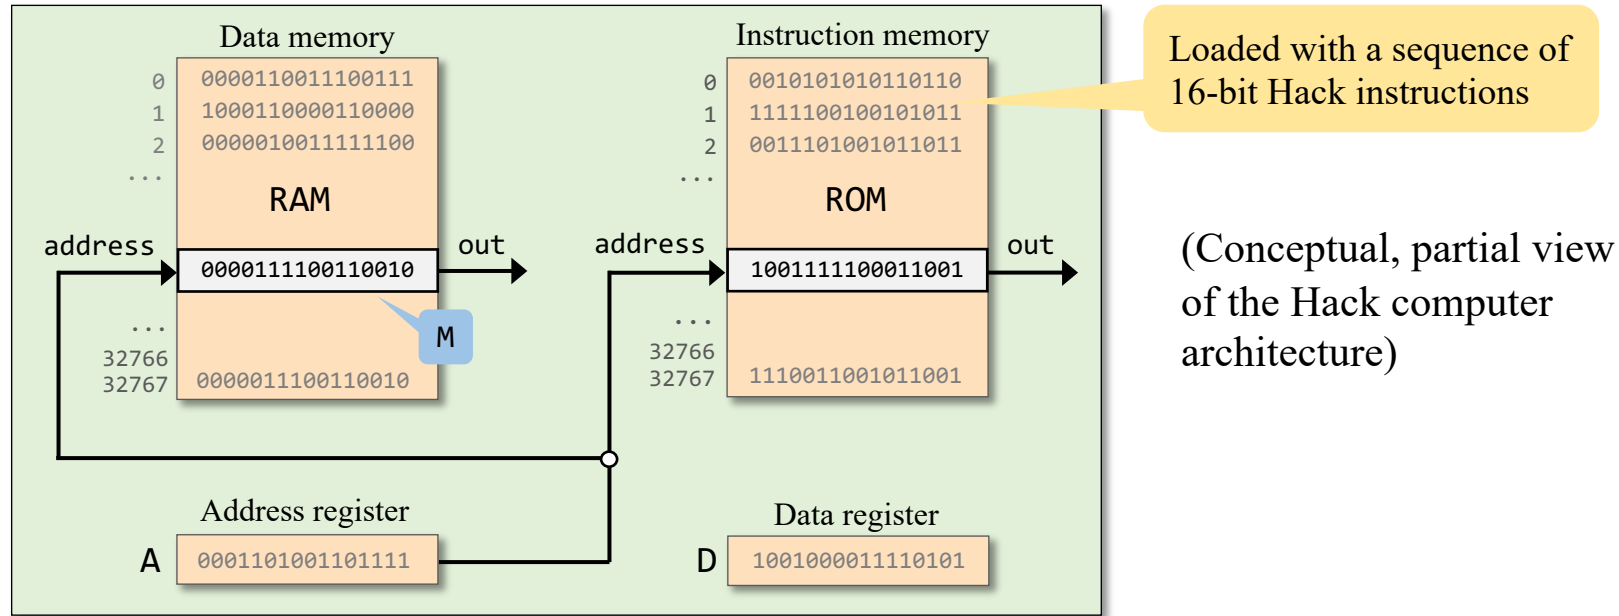 Data memory
0 0000110011100111
1 1000110000110000
2 0000010011111100
...
RAM
address
0000111100110010
out
M
...
32766
32767 0000011100110010
Instruction memory
0 0010101010110110
1 1111100100101011
2 0011101001011011
...
ROM
address
1001111100011001
out
...
32766
32767 1110011001011001
Loaded with a sequence of
16-bit Hack instructions
(Conceptual, partial view
of the Hack computer
architecture)
Address register
A 0001101001101111
Data register
D 1001000011110101